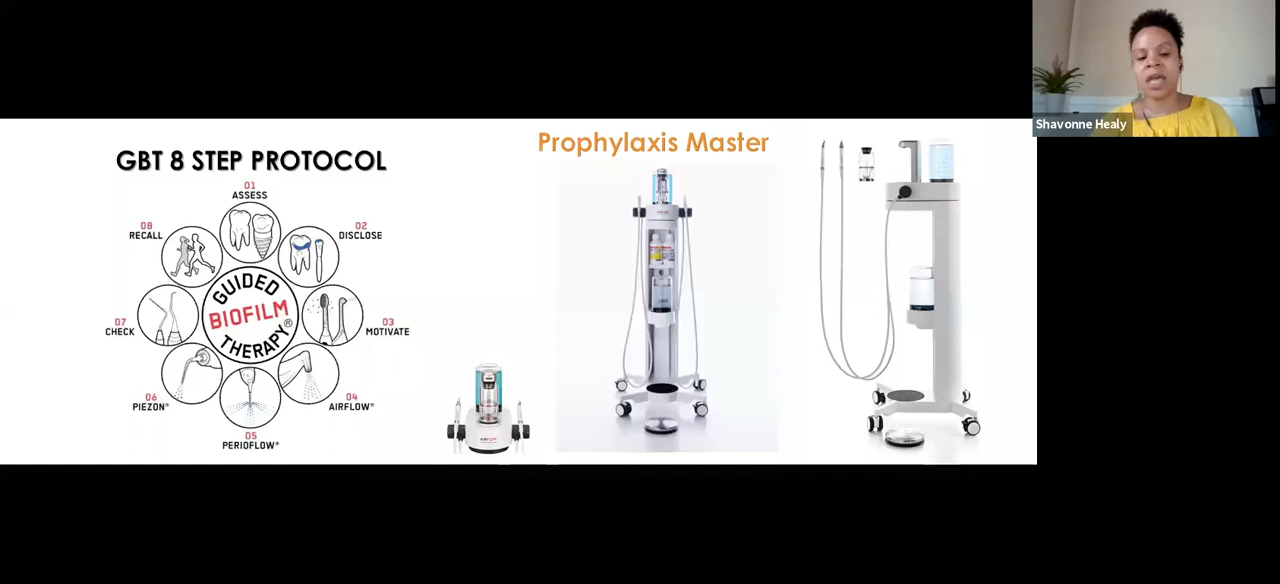 Shavonne Healy
GBT 8 STEP PROTOCOL
01
ASSESS
02
DISCLOSE
03
MOTIVATE
04
AIRFLOW®
05
PERIOFLOW®
06
PIEZON®
07
CHECK
08
RECALL
GUIDED
BIOFILM
THERAPY®
Prophylaxis Master
AIRFLOW